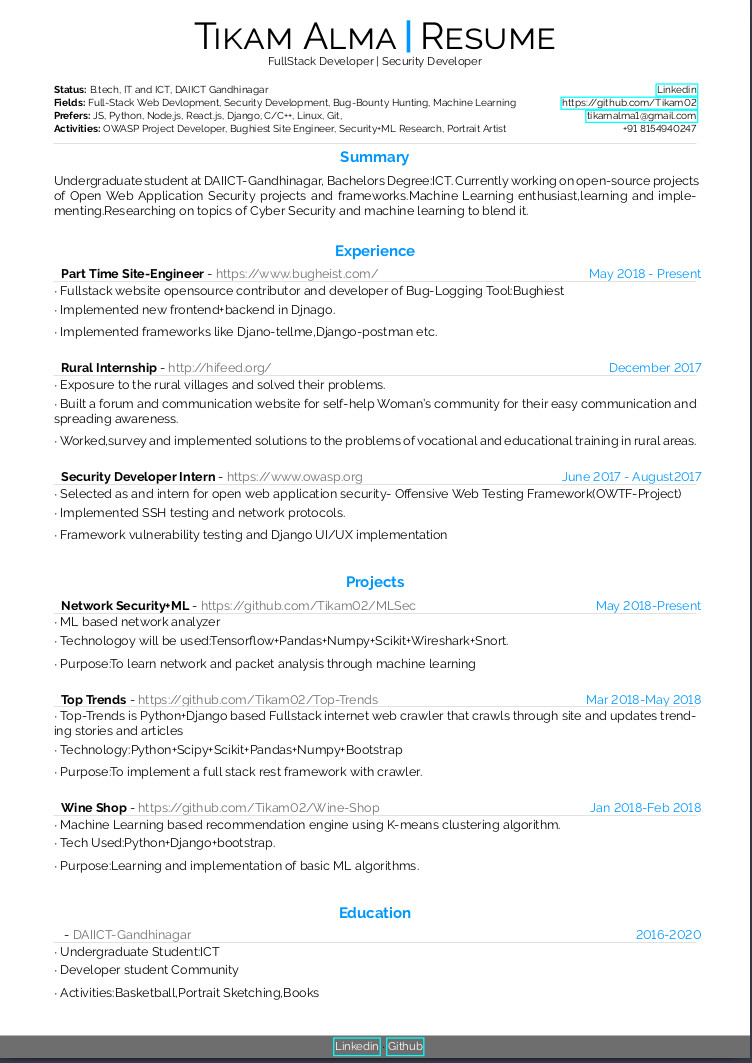 Tikam Alma | Resume
FullStack Developer | Security Developer
Status: B.tech, IT and ICT, DAIICT Gandhinagar
Linkedin
Fields: Full-Stack Web Devlopment, Security Development, Bug-Bounty Hunting, Machine Learning
https://github.com/Tikam02
Prefers: JS, Python, Node.js, React.js, Django, C/C++, Linux, Git,
tikamalma1@gmail.com
Activities: OWASP Project Developer, Bughiest Site Engineer, Security+ML Research, Portrait Artist
+91 8154940247
Summary
Undergraduate student at DAIICT-Gandhinagar, Bachelors Degree:ICT. Currently working on open-source projects
of Open Web Application Security projects and frameworks.Machine Learning enthusiast,learning and imple-
menting.Researching on topics of Cyber Security and machine learning to blend it.
Experience
Part Time Site-Engineer - https://www.bugheist.com/ May 2018 - Present
· Fullstack website opensource contributor and developer of Bug-Logging Tool:Bughiest
· Implemented new frontend+backend in Djnago.
· Implemented frameworks like Djano-tellme,Django-postman etc.
Rural Internship - http://hifeed.org/ December 2017
· Exposure to the rural villages and solved their problems.
· Built a forum and communication website for self-help Woman's community for their easy communication and
spreading awareness.
· Worked,survey and implemented solutions to the problems of vocational and educational training in rural areas.
Security Developer Intern - https://www.owasp.org June 2017 - August2017
· Selected as and intern for open web application security- Offensive Web Testing Framework(OWTF-Project)
· Implemented SSH testing and network protocols.
· Framework vulnerability testing and Django UI/UX implementation
Projects
Network Security+ML - https://github.com/Tikam02/MLSec May 2018-Present
· ML based network analyzer
· Technologoy will be used:Tensorflow+Pandas+Numpy+Scikit+Wireshark+Snort.
· Purpose:To learn network and packet analysis through machine learning
Top Trends - https://github.com/Tikam02/Top-Trends Mar 2018-May 2018
· Top-Trends is Python+Django based Fullstack internet web crawler that crawls through site and updates trend-
ing stories and articles
· Technology:Python+Scipy+Scikit+Pandas+Numpy+Bootstrap
· Purpose:To implement a full stack rest framework with crawler.
Wine Shop - https://github.com/Tikam02/Wine-Shop Jan 2018-Feb 2018
· Machine Learning based recommendation engine using K-means clustering algorithm.
· Tech Used:Python+Django+bootstrap.
· Purpose:Learning and implementation of basic ML algorithms.
Education
- DAIICT-Gandhinagar 2016-2020
· Undergraduate Student:ICT
· Developer student Community
· Activities:Basketball,Portrait Sketching,Books
Linkedin · Github